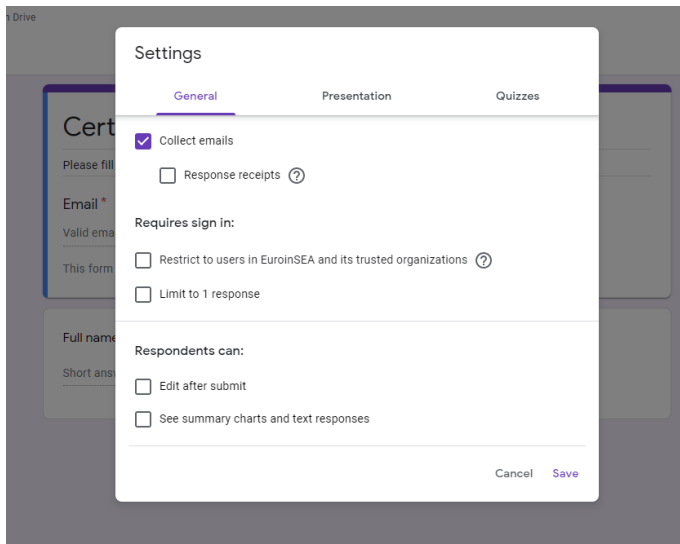 n Drive
Settings
General Presentation Quizzes
Cert
Collect emails
Please fill
Response receipts ?
Email *
Requires sign in:
Valid emai
Restrict to users in EuroinSEA and its trusted organizations ?
This form
Limit to 1 response
Full name
Respondents can:
Short ans
Edit after submit
See summary charts and text responses
Cancel Save